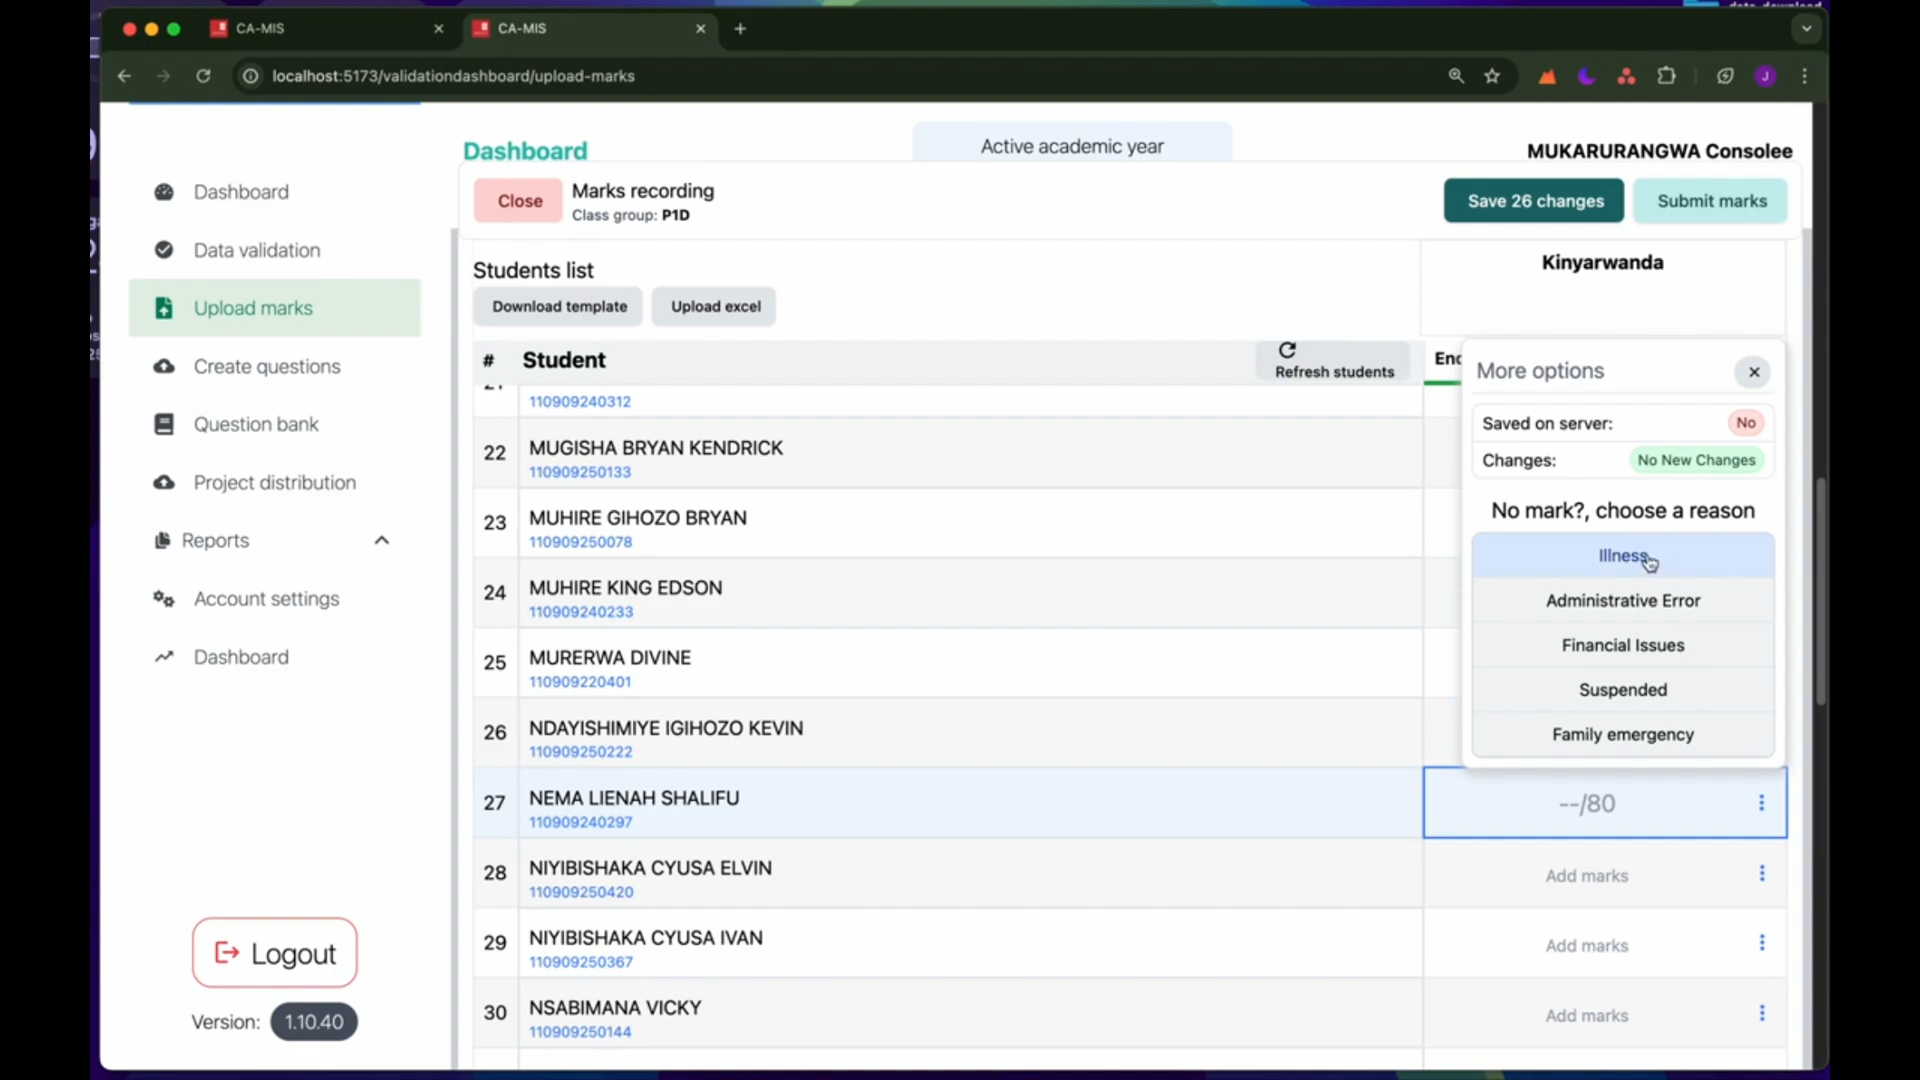 CA-MIS
CA-MIS
localhost:5173/validationdashboard/upload-marks
J
Dashboard
Active academic year
MUKARURANGWA Consolee
Close
Marks recording
Class group: P1D
Save 26 changes
Submit marks
Dashboard
Data validation
Upload marks
Create questions
Question bank
Project distribution
Reports
Account settings
Dashboard
Logout
Version: 1.10.40
Students list
Download template
Upload excel
Kinyarwanda
# Student
Refresh students
110909240312
22 MUGISHA BRYAN KENDRICK
110909250133
23 MUHIRE GIHOZO BRYAN
110909250078
24 MUHIRE KING EDSON
110909240233
25 MURERWA DIVINE
110909220401
26 NDAYISHIMIYE IGIHOZO KEVIN
110909250222
27 NEMA LIENAH SHALIFU
110909240297
--/80
28 NIYIBISHAKA CYUSA ELVIN
110909250420
Add marks
29 NIYIBISHAKA CYUSA IVAN
110909250367
Add marks
30 NSABIMANA VICKY
110909250144
Add marks
More options
Saved on server: No
Changes: No New Changes
No mark?, choose a reason
Illness
Administrative Error
Financial Issues
Suspended
Family emergency